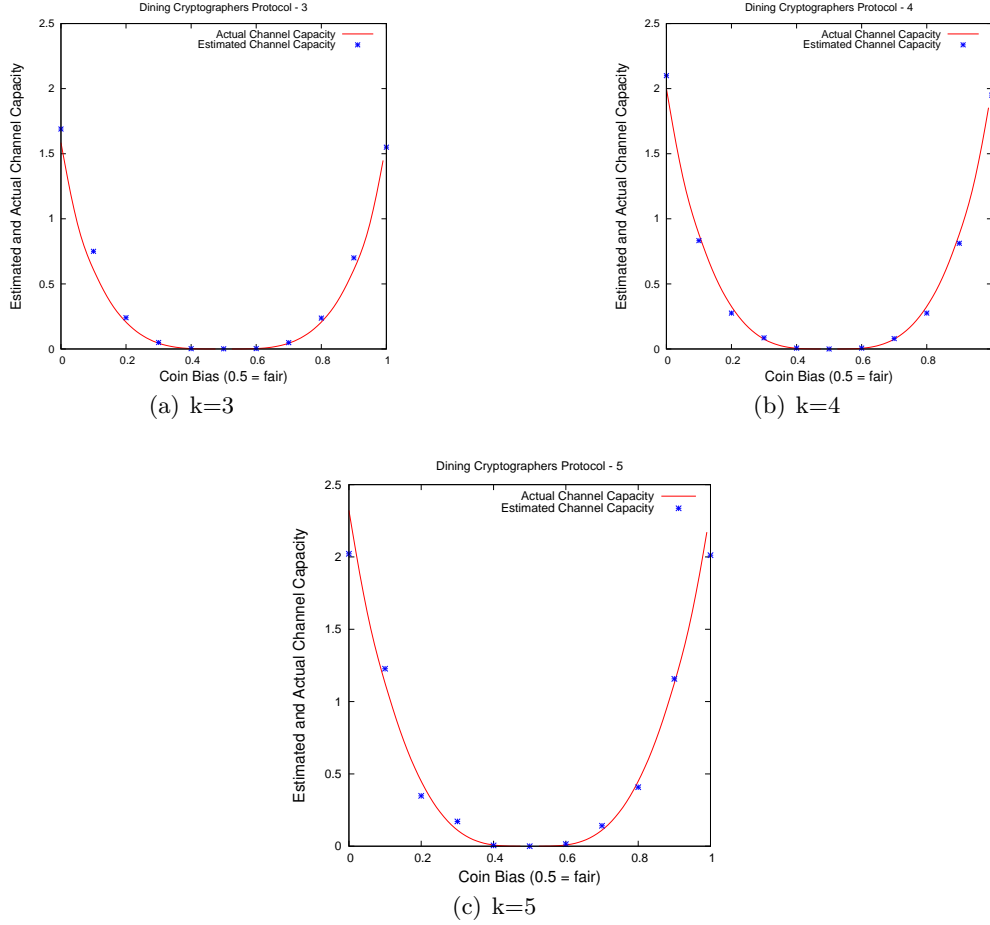 Dining Cryptographers Protocol - 3
Actual Channel Capacity
Estimated Channel Capacity
Estimated and Actual Channel Capacity
2.5
2
1.5
1
0.5
0
0 0.2 0.4 0.6 0.8 1
Coin Bias (0.5 = fair)
(a) k=3
Dining Cryptographers Protocol - 4
Actual Channel Capacity
Estimated Channel Capacity
Estimated and Actual Channel Capacity
2.5
2
1.5
1
0.5
0
0 0.2 0.4 0.6 0.8
Coin Bias (0.5 = fair)
(b) k=4
Dining Cryptographers Protocol - 5
Actual Channel Capacity
Estimated Channel Capacity
Estimated and Actual Channel Capacity
2.5
2
1.5
1
0.5
0
0 0.2 0.4 0.6 0.8 1
Coin Bias (0.5 = fair)
(c) k=5